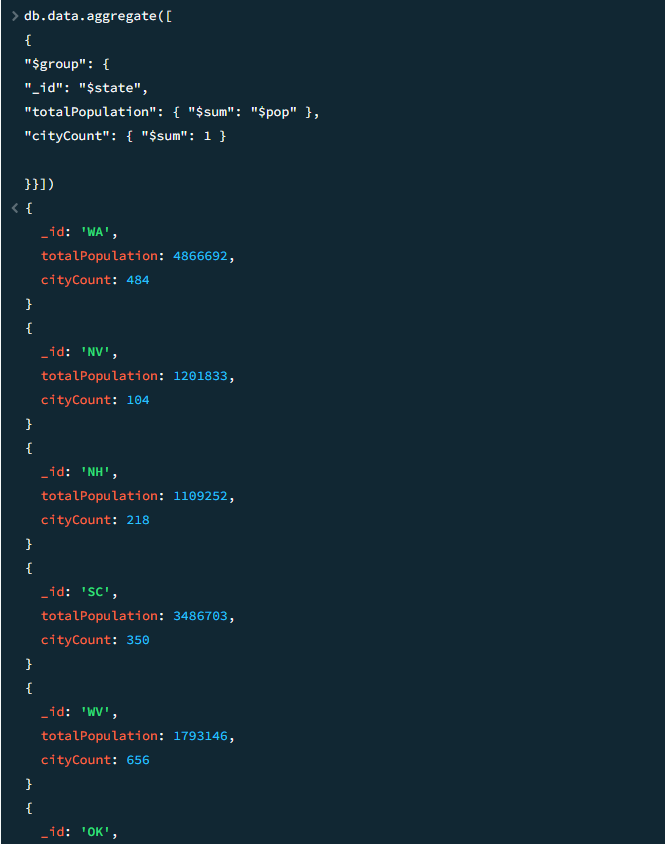 > db.data.aggregate([
{
"$group": {
"_id": "$state",
"totalPopulation": { "$sum": "$pop" },
"cityCount": { "$sum": 1 }
}}])
< {
_id: 'WA',
totalPopulation: 4866692,
cityCount: 484
}
{
_id: 'NV',
totalPopulation: 1201833,
cityCount: 104
}
{
_id: 'NH',
totalPopulation: 1109252,
cityCount: 218
}
{
_id: 'SC',
totalPopulation: 3486703,
cityCount: 350
}
{
_id: 'WV',
totalPopulation: 1793146,
cityCount: 656
}
{
_id: 'OK',